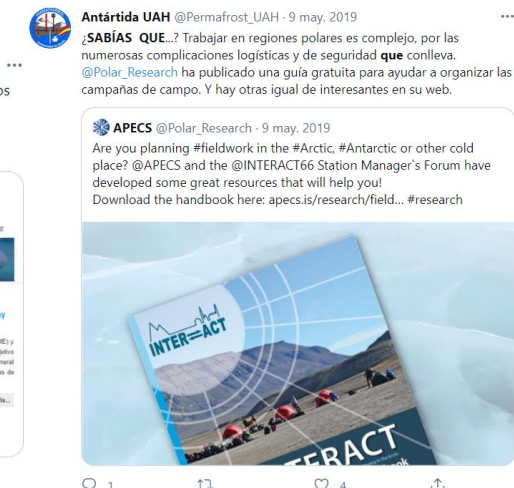 Antártida UAH @Permafrost_UAH · 9 may. 2019
¿SABÍAS QUE...? Trabajar en regiones polares es complejo, por las
numerosas complicaciones logísticas y de seguridad que conlleva.
@Polar_Research ha publicado una guía gratuita para ayudar a organizar las
campañas de campo. Y hay otras igual de interesantes en su web.
APECS @Polar_Research · 9 may. 2019
Are you planning #fieldwork in the #Arctic, #Antarctic or other cold
place? @APECS and the @INTERACT66 Station Manager`s Forum have
developed some great resources that will help you!
Download the handbook here: apecs.is/research/field... #research
INTERACT
1
4